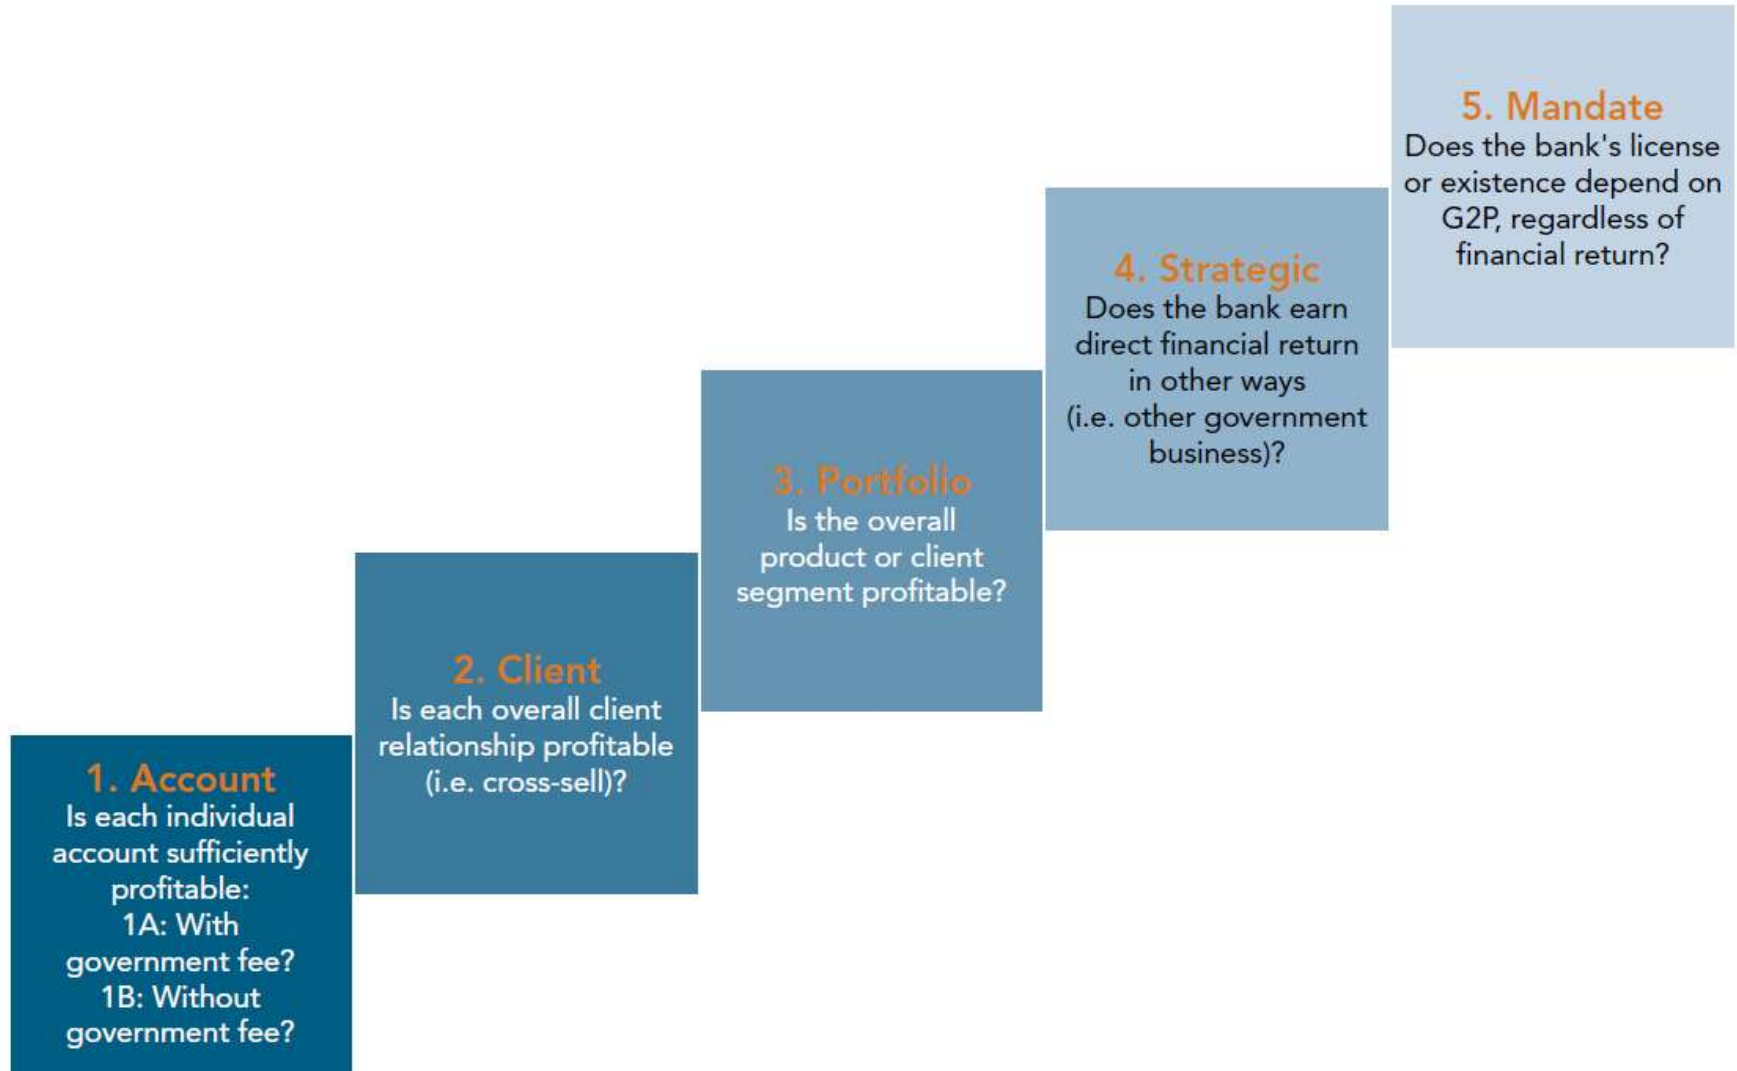 1. Account
Is each individual
account sufficiently
profitable:
1A: With
government fee?
1B: Without
government fee?
2. Client
Is each overall client
relationship profitable
(i.e. cross-sell)?
3. Portfolio
Is the overall
product or client
segment profitable?
4. Strategic
Does the bank earn
direct financial return
in other ways
(i.e. other government
business)?
5. Mandate
Does the bank's license
or existence depend on
G2P, regardless of
financial return?